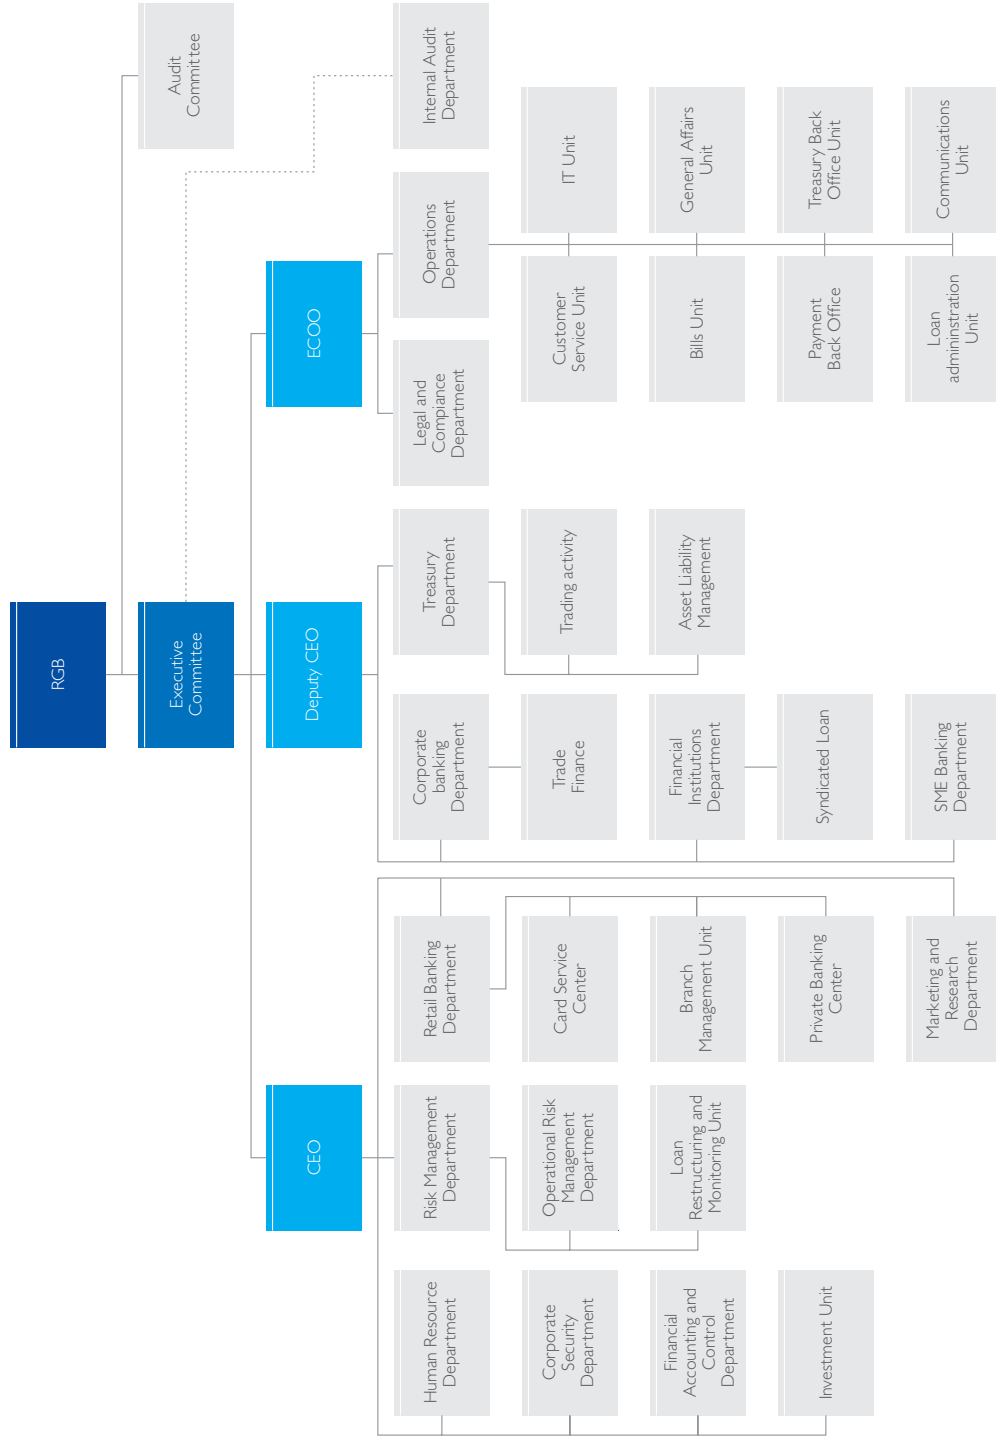 RGB
Audit
Committee
Executive
Committee
CEO
Deputy CEO
ECOO
Human Resource
Department
Risk Management
Department
Retail Banking
Department
Corporate
banking
Department
Treasury
Department
Legal and
Compiance
Department
Operations
Department
Internal Audit
Department
Corporate
Security
Department
Operational Risk
Management
Department
Card Service
Center
Trade
Finance
Trading activity
Customer
Service Unit
IT Unit
Financial
Accounting and
Control
Department
Loan
Restructuring and
Monitoring Unit
Branch
Management Unit
Financial
Institutions
Department
Asset Liability
Management
Bills Unit
General Affairs
Unit
Investment Unit
Private Banking
Center
Syndicated Loan
Payment
Back Office
Treasury Back
Office Unit
Marketing and
Research
Department
SME Banking
Department
Loan
admininstration
Unit
Communications
Unit